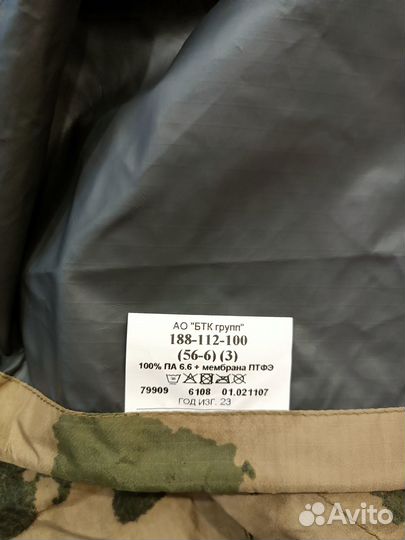 АО "БТК групп"
188-112-100
(56-6) (3)
100% ПА 6.6 + мембрана ПТФЭ
79909 6108 01.021107
ГОД ИЗГ. 23
Avito